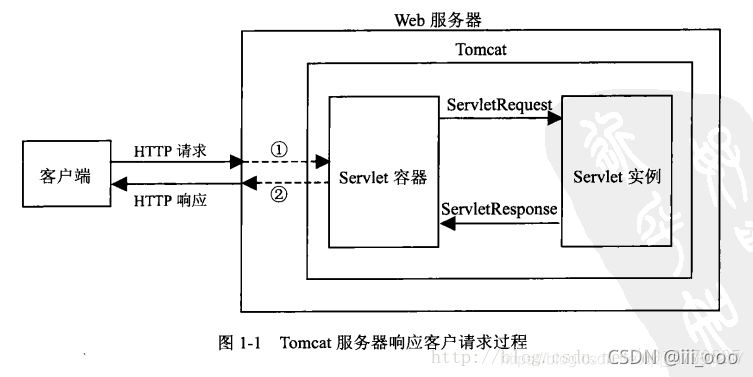 Web 服务器
Tomcat
ServletRequest
HTTP 请求
①
客户端
Servlet 容器
Servlet 实例
②
HTTP 响应
ServletResponse
图 1-1 Tomcat 服务器响应客户请求过程
CSDN @iii_ooo